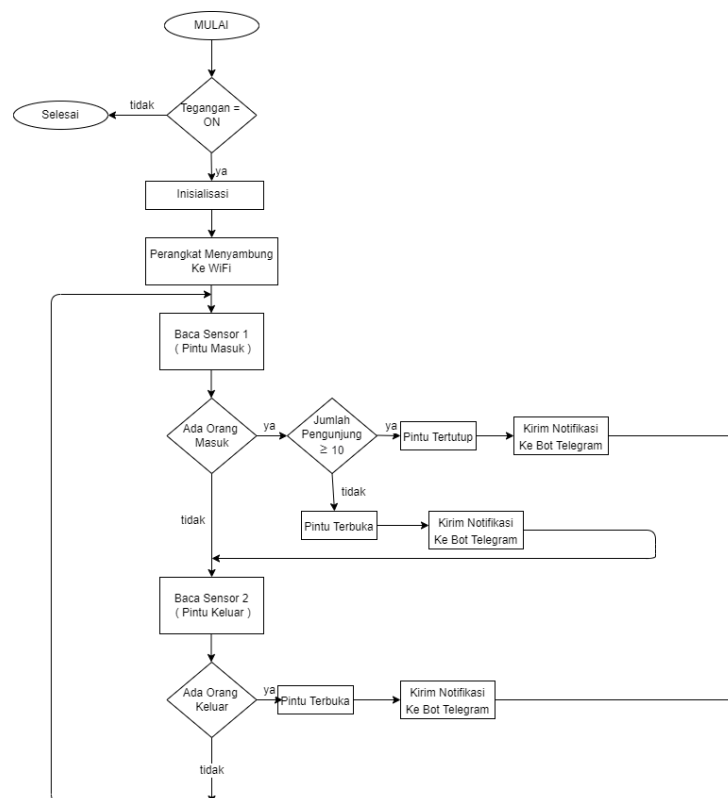 MULAI
Tegangan =
ON
tidak
Selesai
ya
Inisialisasi
Perangkat Menyambung
Ke WiFi
Baca Sensor 1
( Pintu Masuk )
Ada Orang
Masuk
ya
Jumlah
Pengunjung
≥ 10
ya
Pintu Tertutup
Kirim Notifikasi
Ke Bot Telegram
tidak
Pintu Terbuka
Kirim Notifikasi
Ke Bot Telegram
tidak
Baca Sensor 2
( Pintu Keluar )
Ada Orang
Keluar
ya
Pintu Terbuka
Kirim Notifikasi
Ke Bot Telegram
tidak